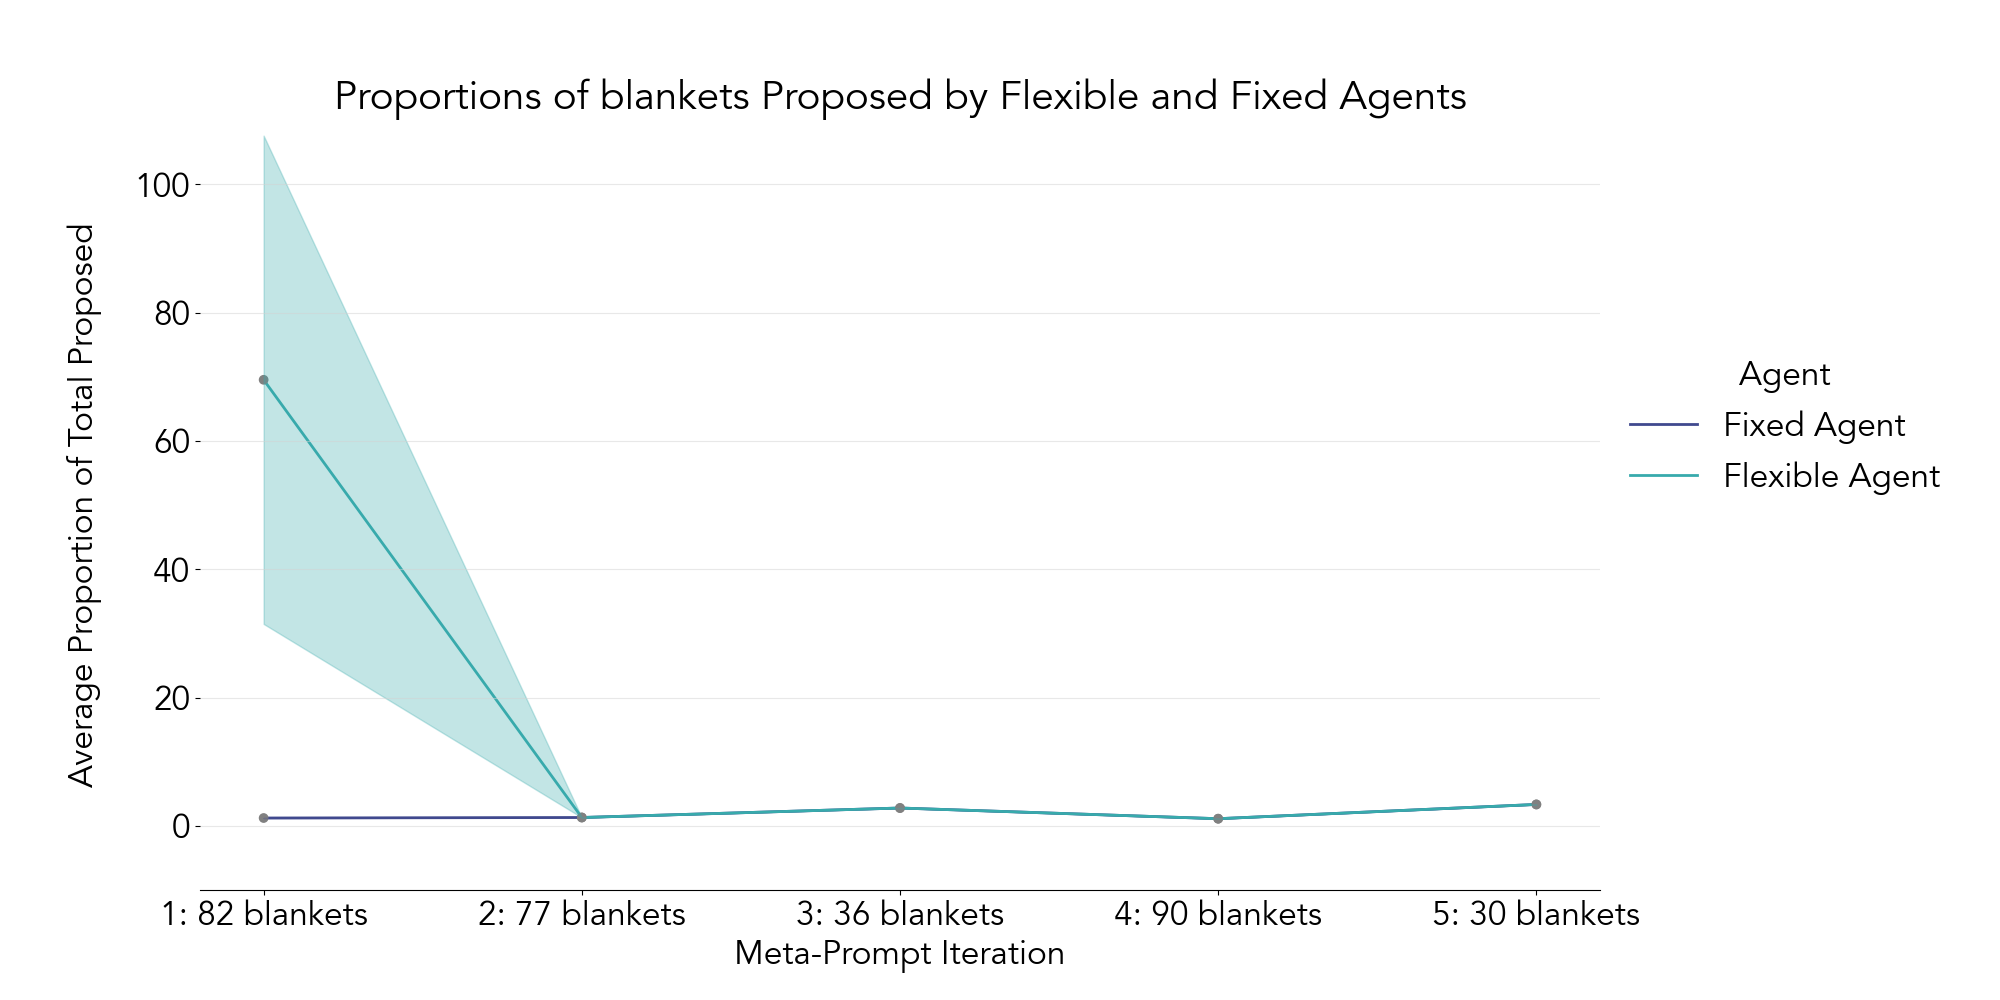 Proportions of blankets Proposed by Flexible and Fixed Agents
Average Proportion of Total Proposed
100
80
60
40
20
0
1: 82 blankets
2: 77 blankets
3: 36 blankets
4: 90 blankets
5: 30 blankets
Meta-Prompt Iteration
Agent
Fixed Agent
Flexible Agent